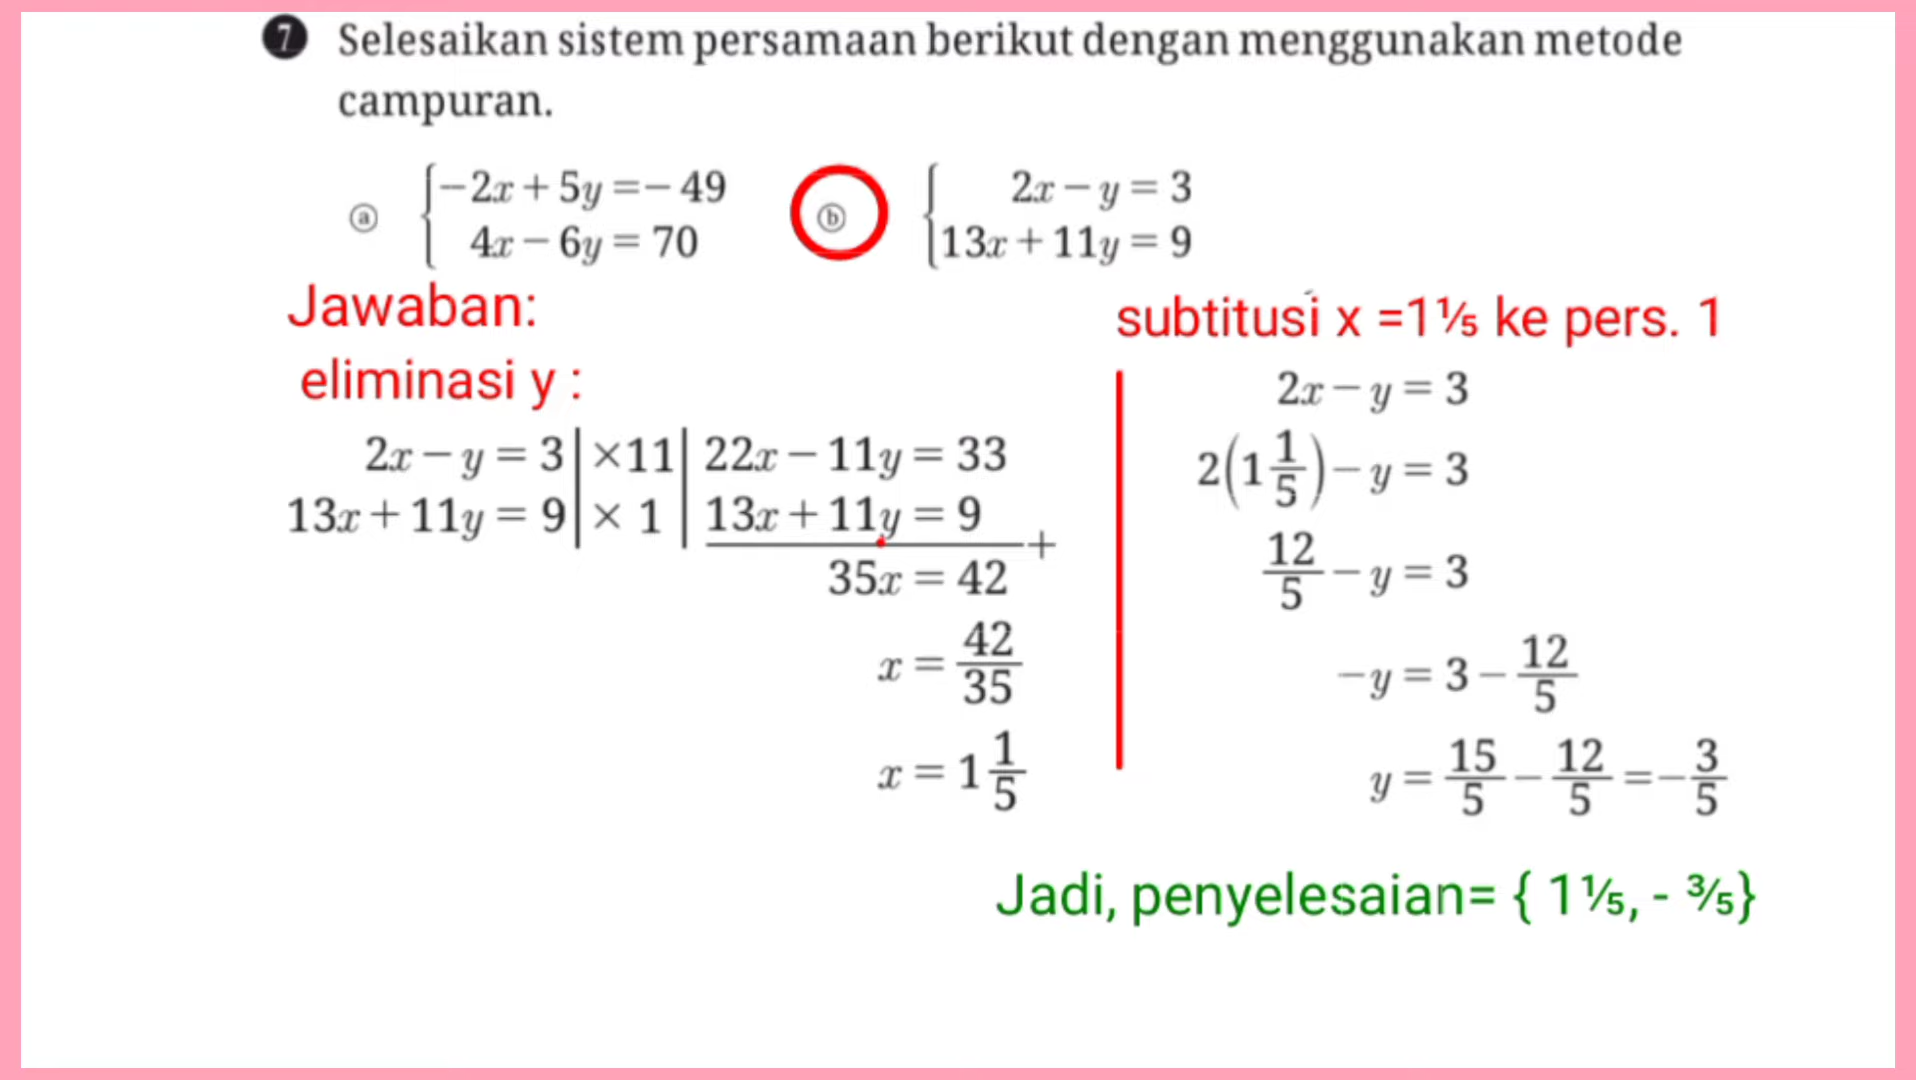 7 Selesaikan sistem persamaan berikut dengan menggunakan metode
campuran.
ⓐ { −2x + 5y = − 49
4x − 6y = 70
ⓑ { 2x − y = 3
13x + 11y = 9
Jawaban:
eliminasi y :
2x − y = 3 | ×11 | 22x − 11y = 33
13x + 11y = 9 | × 1 | 13x + 11y = 9
+
35x = 42
x = 42/35
x = 1 1/5
subtitusi x =1⅕ ke pers. 1
2x − y = 3
2(1 1/5) − y = 3
12/5 − y = 3
−y = 3 − 12/5
y = 15/5 − 12/5 = − 3/5
Jadi, penyelesaian= { 1⅕, - ⅗}